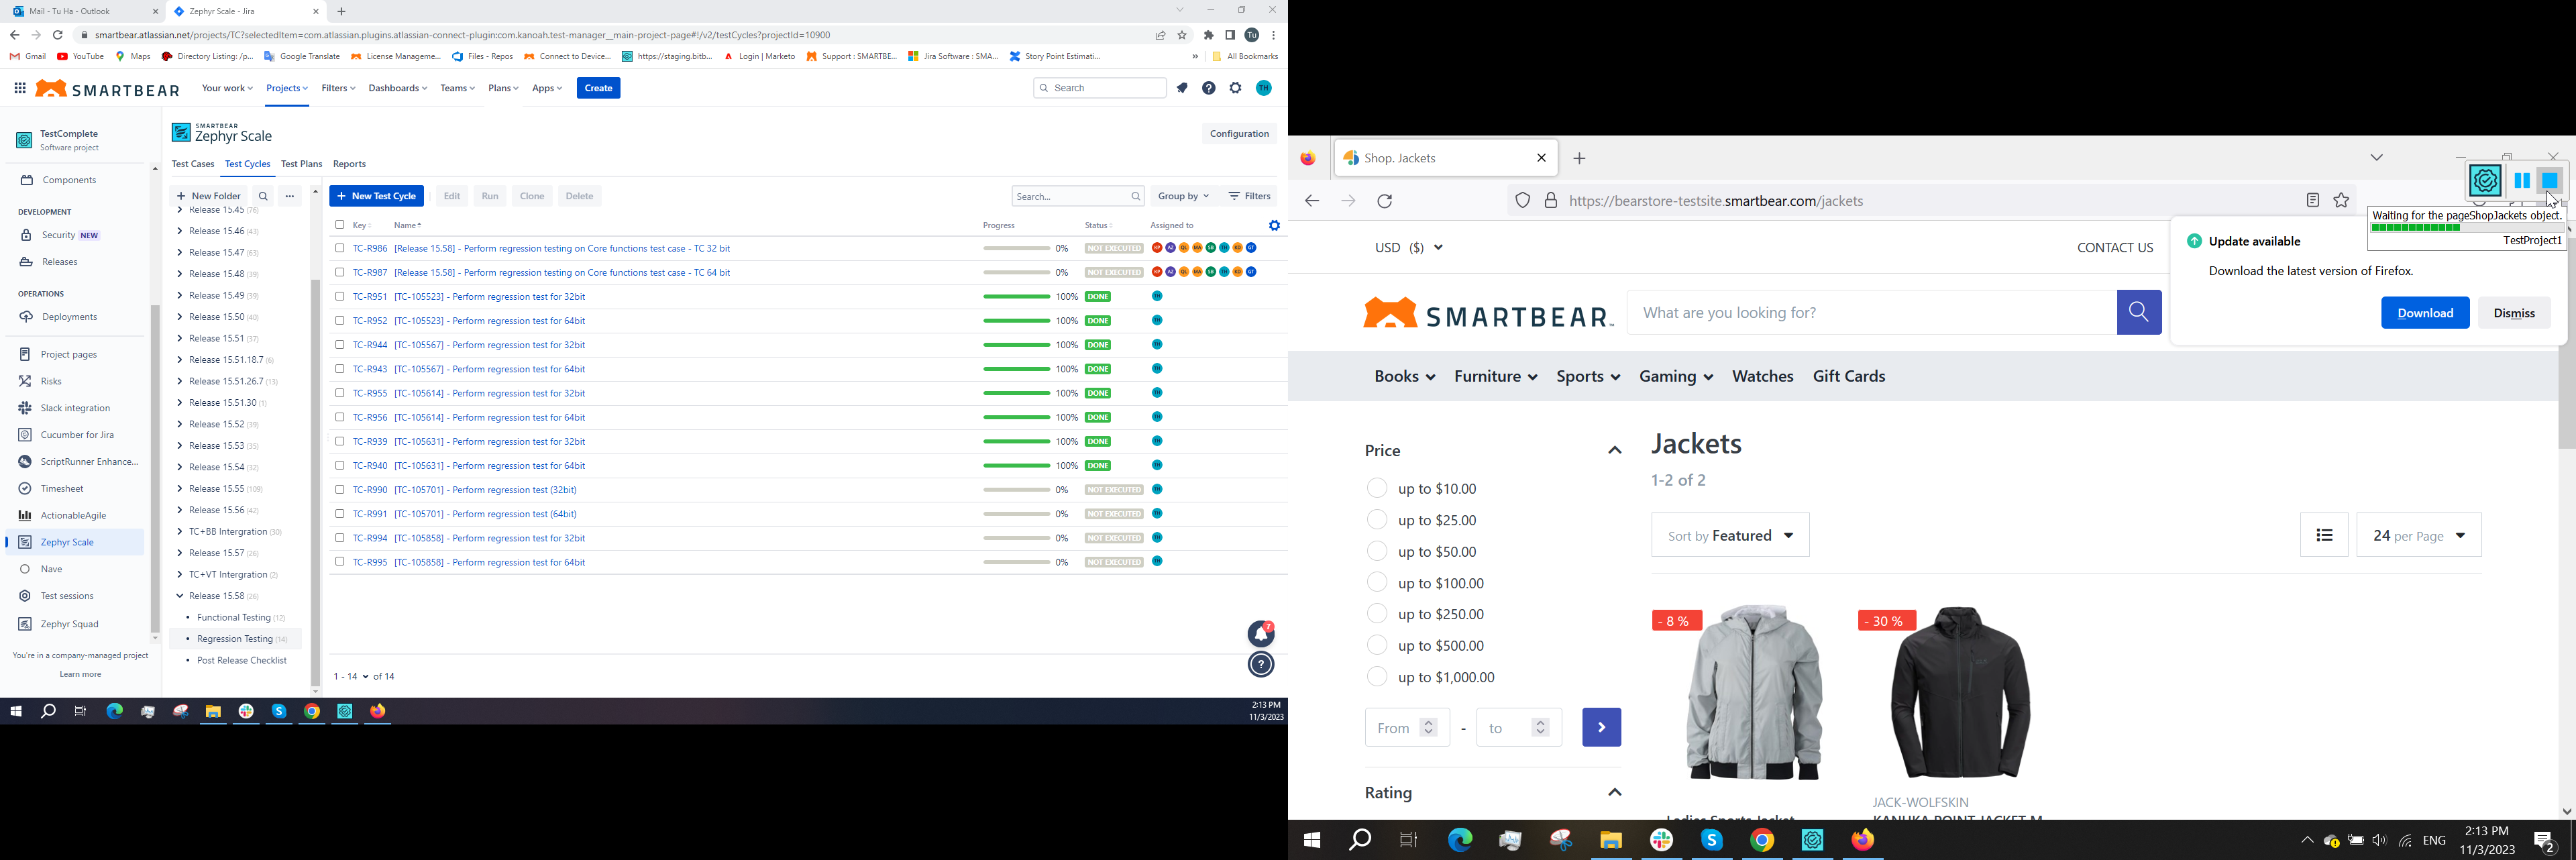 Mail - Tu Ha - Outlook
Zephyr Scale - Jira
smartbear.atlassian.net/projects/TC?selectedItem=com.atlassian.plugins.atlassian-connect-plugin:com.kanoah.test-manager__main-project-page#!/v2/testCycles?projectId=10900
Tu
Gmail YouTube Maps Directory Listing: /p... Google Translate License Manageme... Files - Repos Connect to Device... https://staging.bitb... Login | Marketo Support : SMARTBE... Jira Software : SMA... Story Point Estimati... » All Bookmarks
SMARTBEAR Your work Projects Filters Dashboards Teams Plans Apps Create Search TH
TestComplete
Software project
Components
DEVELOPMENT
Security NEW
Releases
OPERATIONS
Deployments
Project pages
Risks
Slack integration
Cucumber for Jira
ScriptRunner Enhance...
Timesheet
ActionableAgile
Zephyr Scale
Nave
Test sessions
Zephyr Squad
You're in a company-managed project
Learn more
SMARTBEAR
Zephyr Scale
Configuration
Test Cases Test Cycles Test Plans Reports
+ New Folder ...
Release 15.45 (76)
Release 15.46 (43)
Release 15.47 (63)
Release 15.48 (39)
Release 15.49 (39)
Release 15.50 (40)
Release 15.51 (37)
Release 15.51.18.7 (6)
Release 15.51.26.7 (13)
Release 15.51.30 (1)
Release 15.52 (39)
Release 15.53 (35)
Release 15.54 (32)
Release 15.55 (109)
Release 15.56 (42)
TC+BB Intergration (30)
Release 15.57 (28)
TC+VT Intergration (2)
Release 15.58 (26)
Functional Testing (12)
Regression Testing (14)
Post Release Checklist
+ New Test Cycle Edit Run Clone Delete Search... Group by Filters
Key Name Progress Status Assigned to
TC-R986 [Release 15.58] - Perform regression testing on Core functions test case - TC 32 bit 0% NOT EXECUTED
TC-R987 [Release 15.58] - Perform regression testing on Core functions test case - TC 64 bit 0% NOT EXECUTED
TC-R951 [TC-105523] - Perform regression test for 32bit 100% DONE TH
TC-R952 [TC-105523] - Perform regression test for 64bit 100% DONE TH
TC-R944 [TC-105567] - Perform regression test for 32bit 100% DONE TH
TC-R943 [TC-105567] - Perform regression test for 64bit 100% DONE TH
TC-R955 [TC-105614] - Perform regression test for 32bit 100% DONE TH
TC-R956 [TC-105614] - Perform regression test for 64bit 100% DONE TH
TC-R939 [TC-105631] - Perform regression test for 32bit 100% DONE TH
TC-R940 [TC-105631] - Perform regression test for 64bit 100% DONE TH
TC-R990 [TC-105701] - Perform regression test (32bit) 0% NOT EXECUTED TH
TC-R991 [TC-105701] - Perform regression test (64bit) 0% NOT EXECUTED TH
TC-R994 [TC-105858] - Perform regression test for 32bit 0% NOT EXECUTED TH
TC-R995 [TC-105858] - Perform regression test for 64bit 0% NOT EXECUTED TH
7
?
1 - 14 of 14
2:13 PM
11/3/2023
Shop. Jackets
https://bearstore-testsite.smartbear.com/jackets
Waiting for the pageShopJackets object.
TestProject1
Update available
Download the latest version of Firefox.
Download Dismiss
USD ($) CONTACT US
SMARTBEAR What are you looking for?
Books Furniture Sports Gaming Watches Gift Cards
Price
up to $10.00
up to $25.00
up to $50.00
up to $100.00
up to $250.00
up to $500.00
up to $1,000.00
From - to
Rating
Jackets
1-2 of 2
Sort by Featured 24 per Page
- 8 % - 30 %
JACK-WOLFSKIN
Ladies Sports Jacket KANUKA POINT JACKET M
ENG 2:13 PM
11/3/2023
2